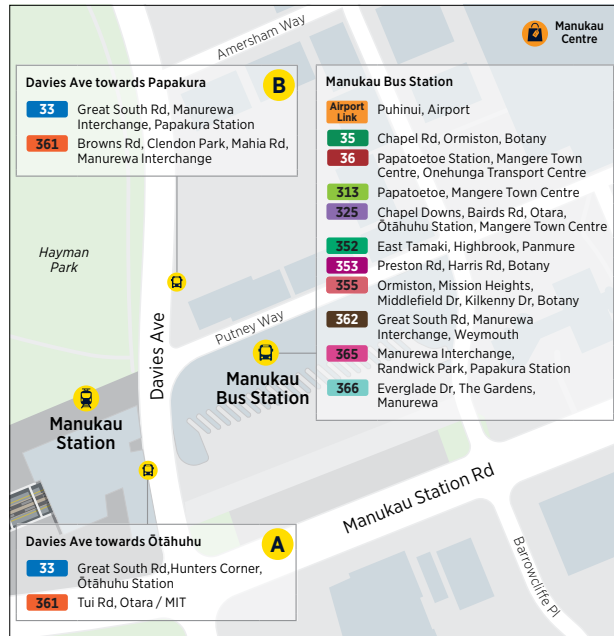 Amersham Way
Manukau
Centre
Davies Ave towards Papakura
B
33 Great South Rd, Manurewa
Interchange, Papakura Station
361 Browns Rd, Clendon Park, Mahia Rd,
Manurewa Interchange
Manukau Bus Station
Airport
Link
Puhinui, Airport
35 Chapel Rd, Ormiston, Botany
36 Papatoetoe Station, Mangere Town
Centre, Onehunga Transport Centre
313 Papatoetoe, Mangere Town Centre
325 Chapel Downs, Bairds Rd, Otara,
Ōtāhuhu Station, Mangere Town Centre
352 East Tamaki, Highbrook, Panmure
353 Preston Rd, Harris Rd, Botany
355 Ormiston, Mission Heights,
Middlefield Dr, Kilkenny Dr, Botany
362 Great South Rd, Manurewa
Interchange, Weymouth
365 Manurewa Interchange,
Randwick Park, Papakura Station
366 Everglade Dr, The Gardens,
Manurewa
Hayman
Park
Davies Ave
Putney Way
Manukau
Bus Station
Manukau
Station
Manukau Station Rd
Barrowcliffe Pl
Davies Ave towards Ōtāhuhu
A
33 Great South Rd,Hunters Corner,
Ōtāhuhu Station
361 Tui Rd, Otara / MIT